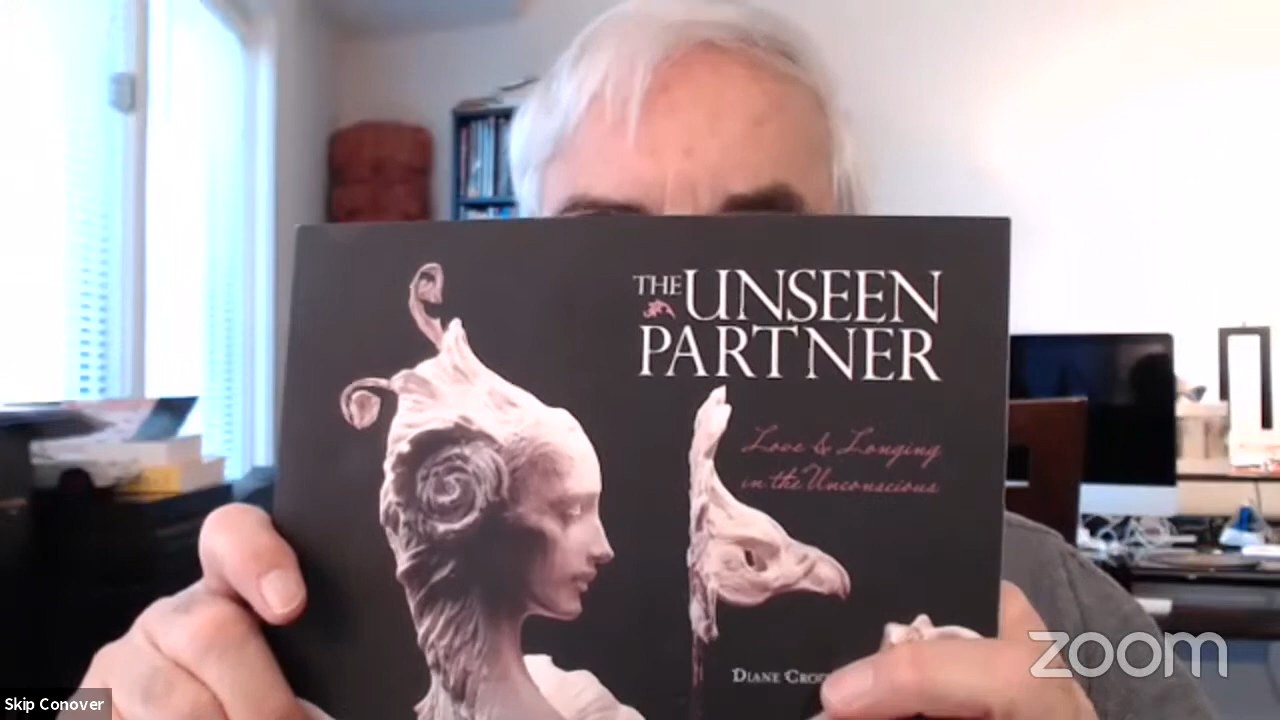 THE UNSEEN
PARTNER
Love & Longing
in the Unconscious
DIANE
zoom
Skip Conover